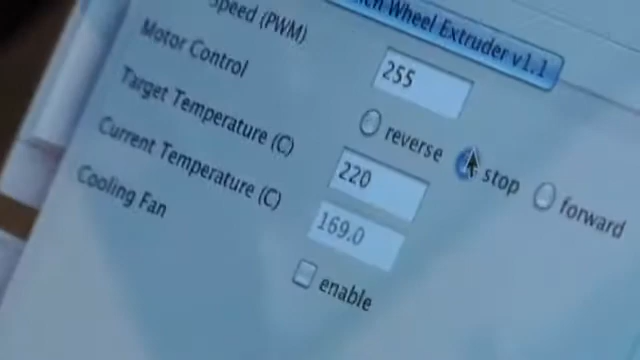 Wheel Extruder v1.1
Speed (PWM) 255
Motor Control reverse stop forward
Target Temperature (C) 220
Current Temperature (C) 169.0
Cooling Fan enable